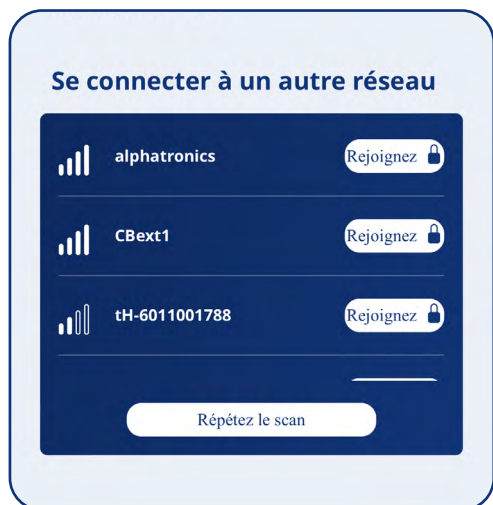 Se connecter à un autre réseau
alphatronics Rejoignez
CBext1 Rejoignez
tH-6011001788 Rejoignez
Répétez le scan